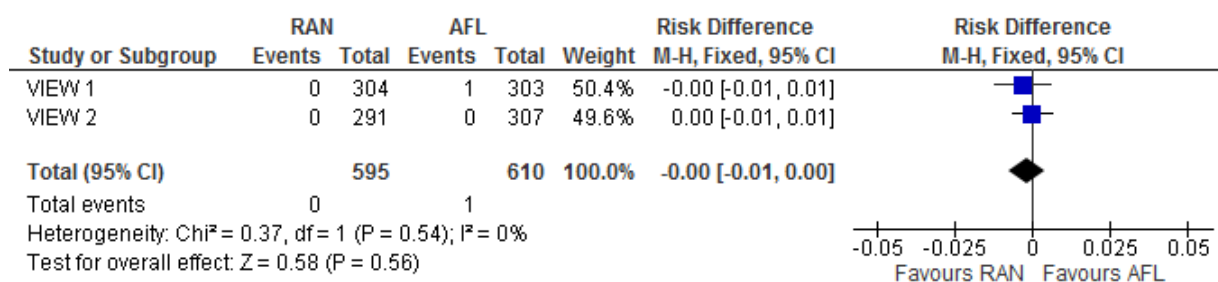 RAN AFL Risk Difference Risk Difference
Study or Subgroup Events Total Events Total Weight M-H, Fixed, 95% CI M-H, Fixed, 95% CI
VIEW 1 0 304 1 303 50.4% -0.00 [-0.01, 0.01]
VIEW 2 0 291 0 307 49.6% 0.00 [-0.01, 0.01]
Total (95% CI) 595 610 100.0% -0.00 [-0.01, 0.00]
Total events 0 1
Heterogeneity: Chi² = 0.37, df = 1 (P = 0.54); I² = 0%
Test for overall effect: Z = 0.58 (P = 0.56)
-0.05 -0.025 0 0.025 0.05
Favours RAN Favours AFL